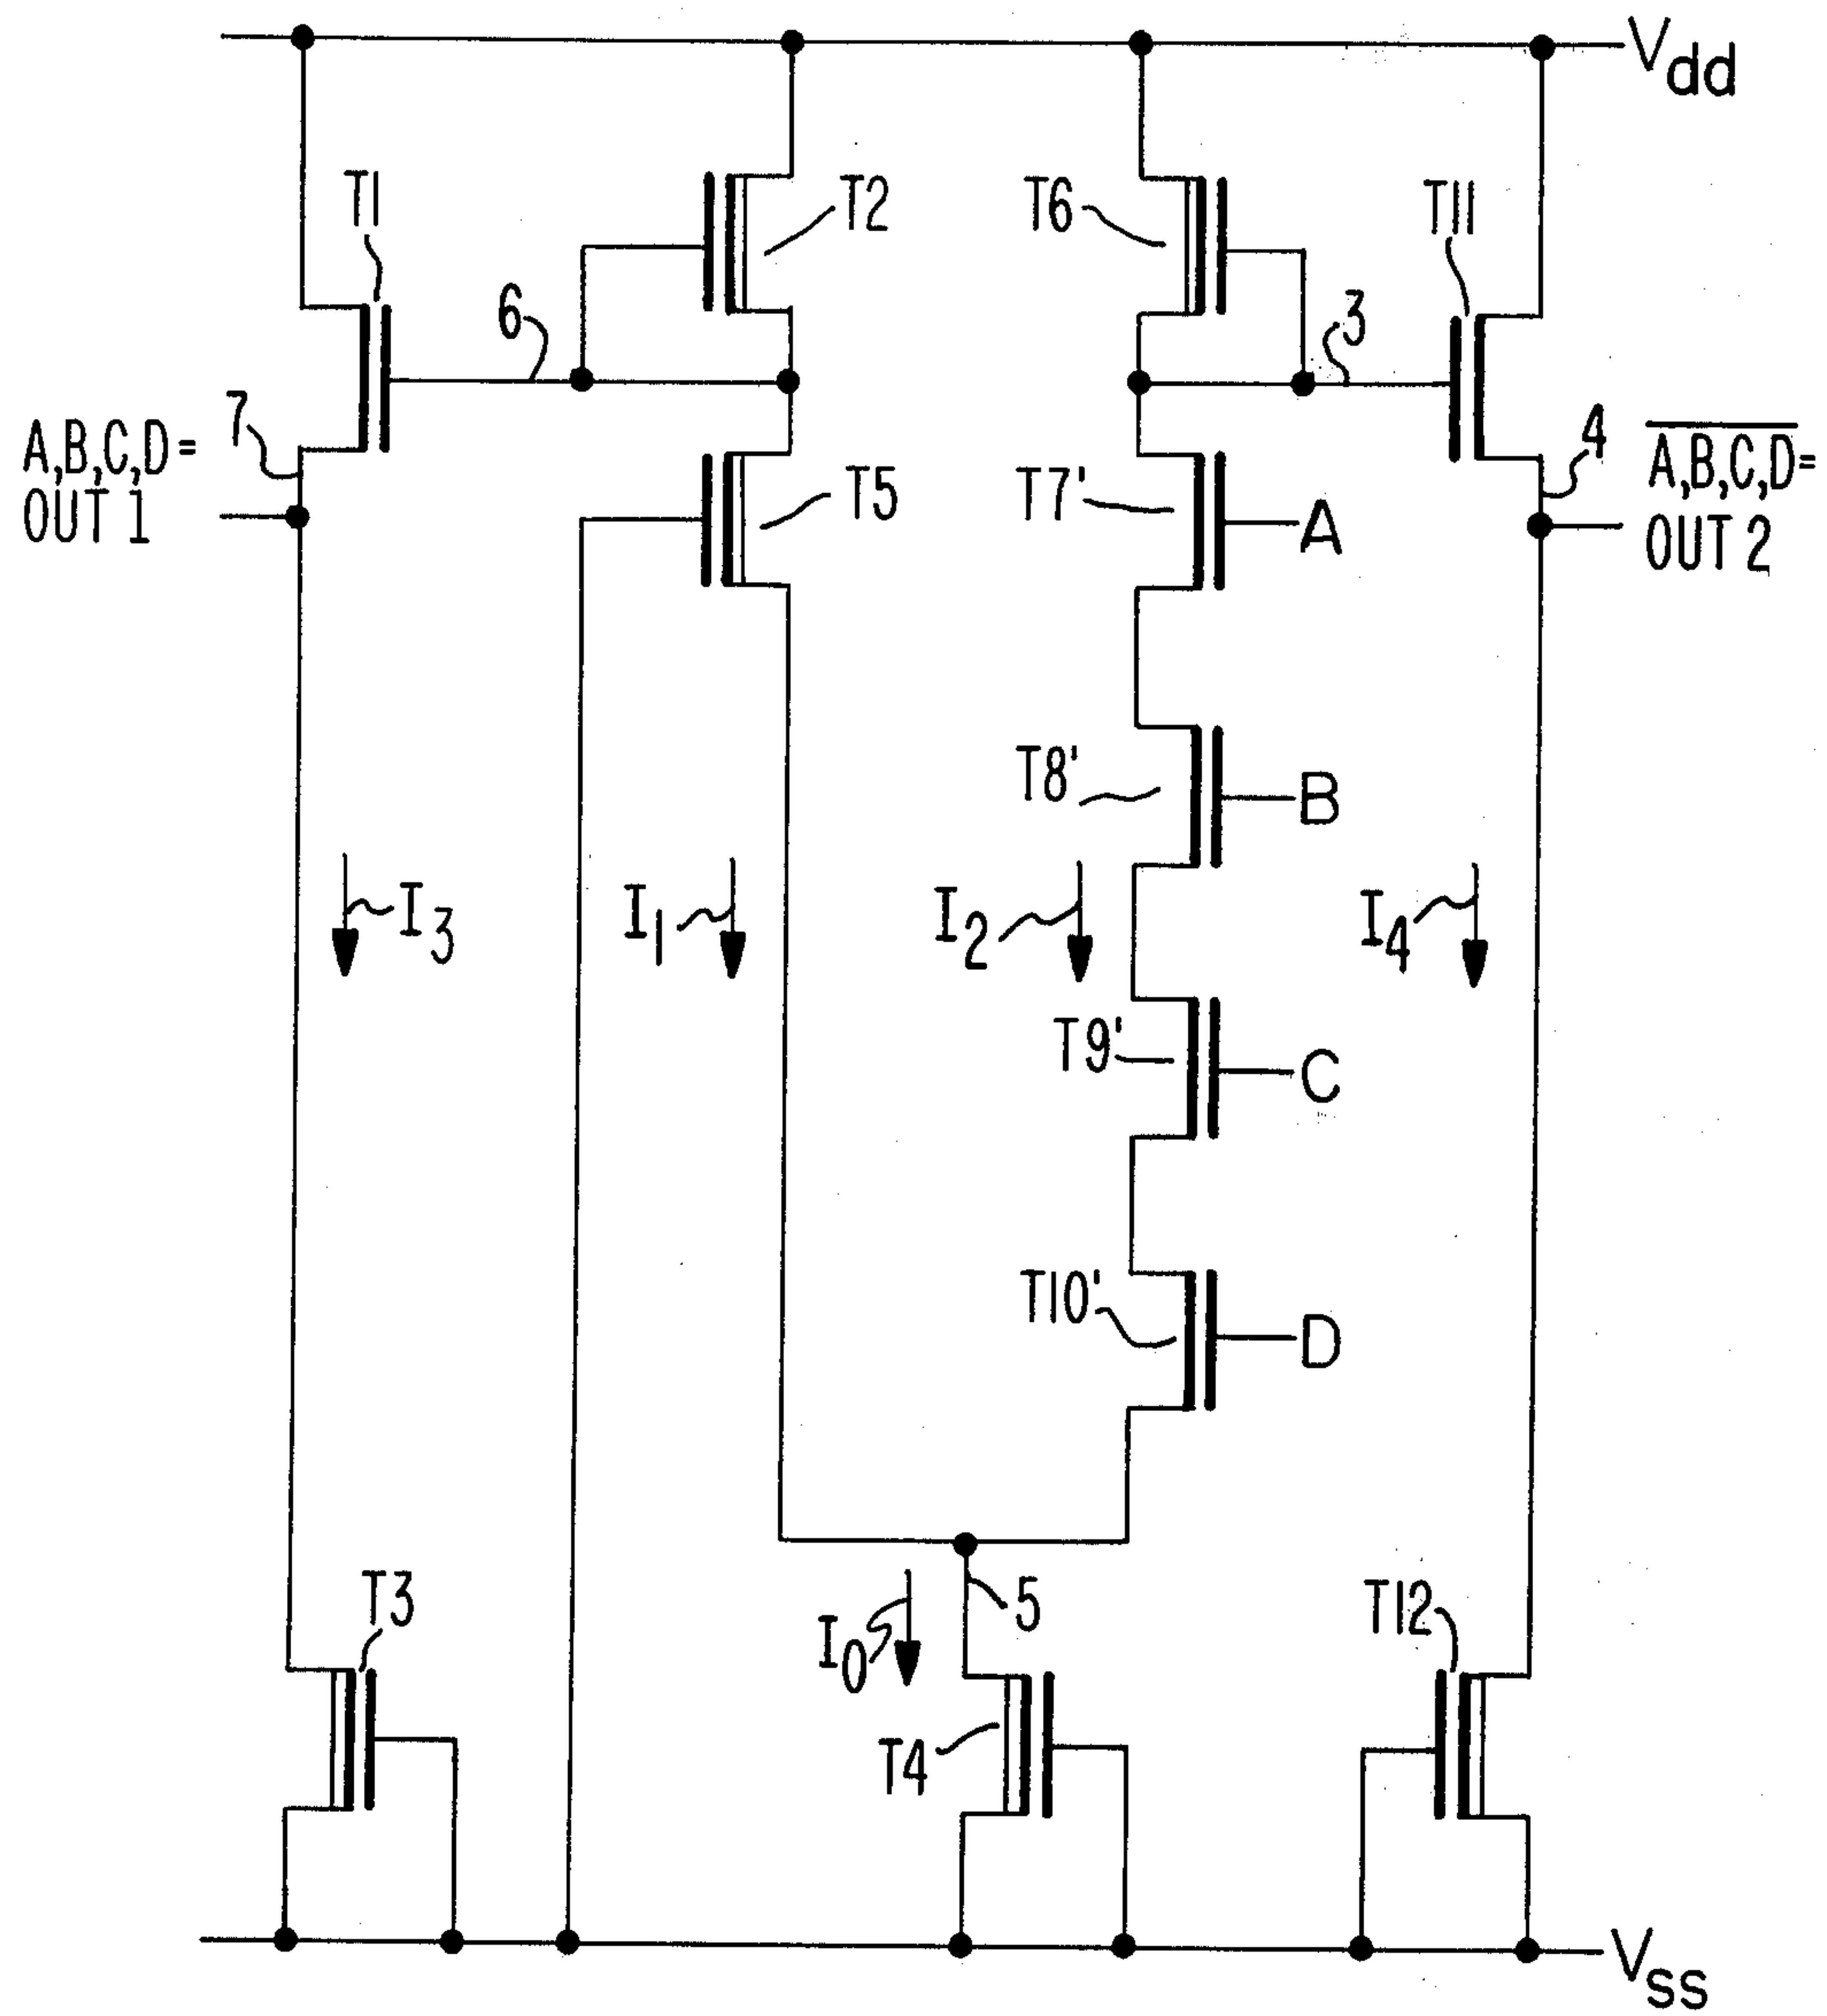 Vdd
T1
T2
T6
T11
6
3
7
4
A,B,C,D=
OUT 1
A,B,C,D=
OUT 2
T5
T7'
A
T8'
B
I3
I1
I2
I4
T9'
C
T10'
D
T3
I0
5
T12
T4
Vss